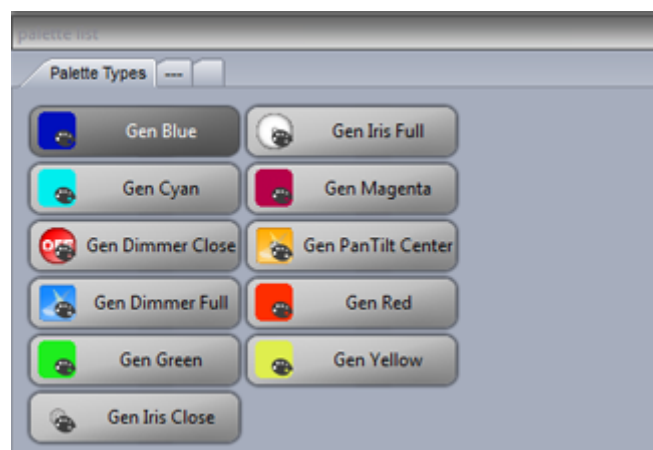 palette list
Palette Types ---
Gen Blue Gen Iris Full
Gen Cyan Gen Magenta
OFF Gen Dimmer Close Gen PanTilt Center
Gen Dimmer Full Gen Red
Gen Green Gen Yellow
Gen Iris Close